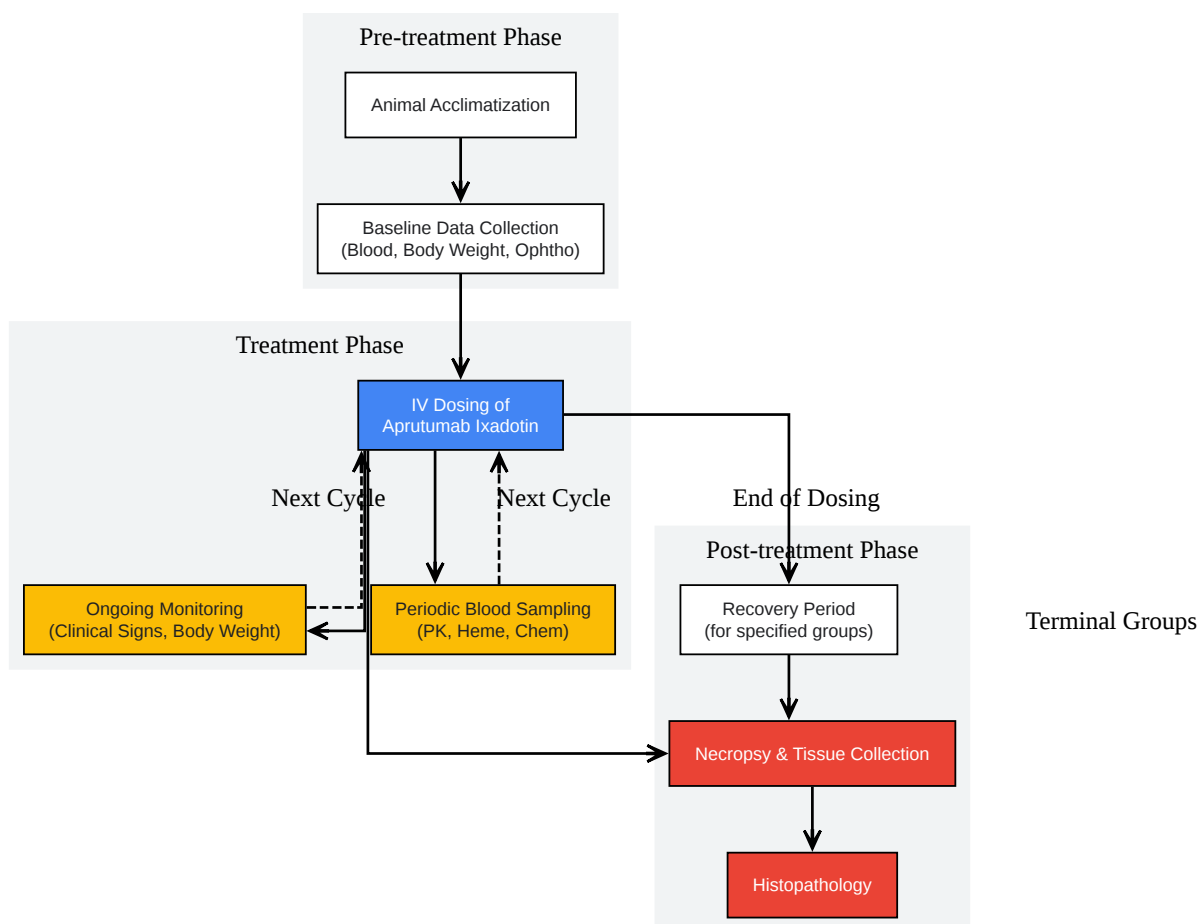 Pre-treatment Phase
Animal Acclimatization
Baseline Data Collection
(Blood, Body Weight, Ophtho)
Treatment Phase
IV Dosing of
Aprutumab Ixadotin
Next Cycle
Next Cycle
End of Dosing
Post-treatment Phase
Ongoing Monitoring
(Clinical Signs, Body Weight)
Periodic Blood Sampling
(PK, Heme, Chem)
Recovery Period
(for specified groups)
Terminal Groups
Necropsy & Tissue Collection
Histopathology